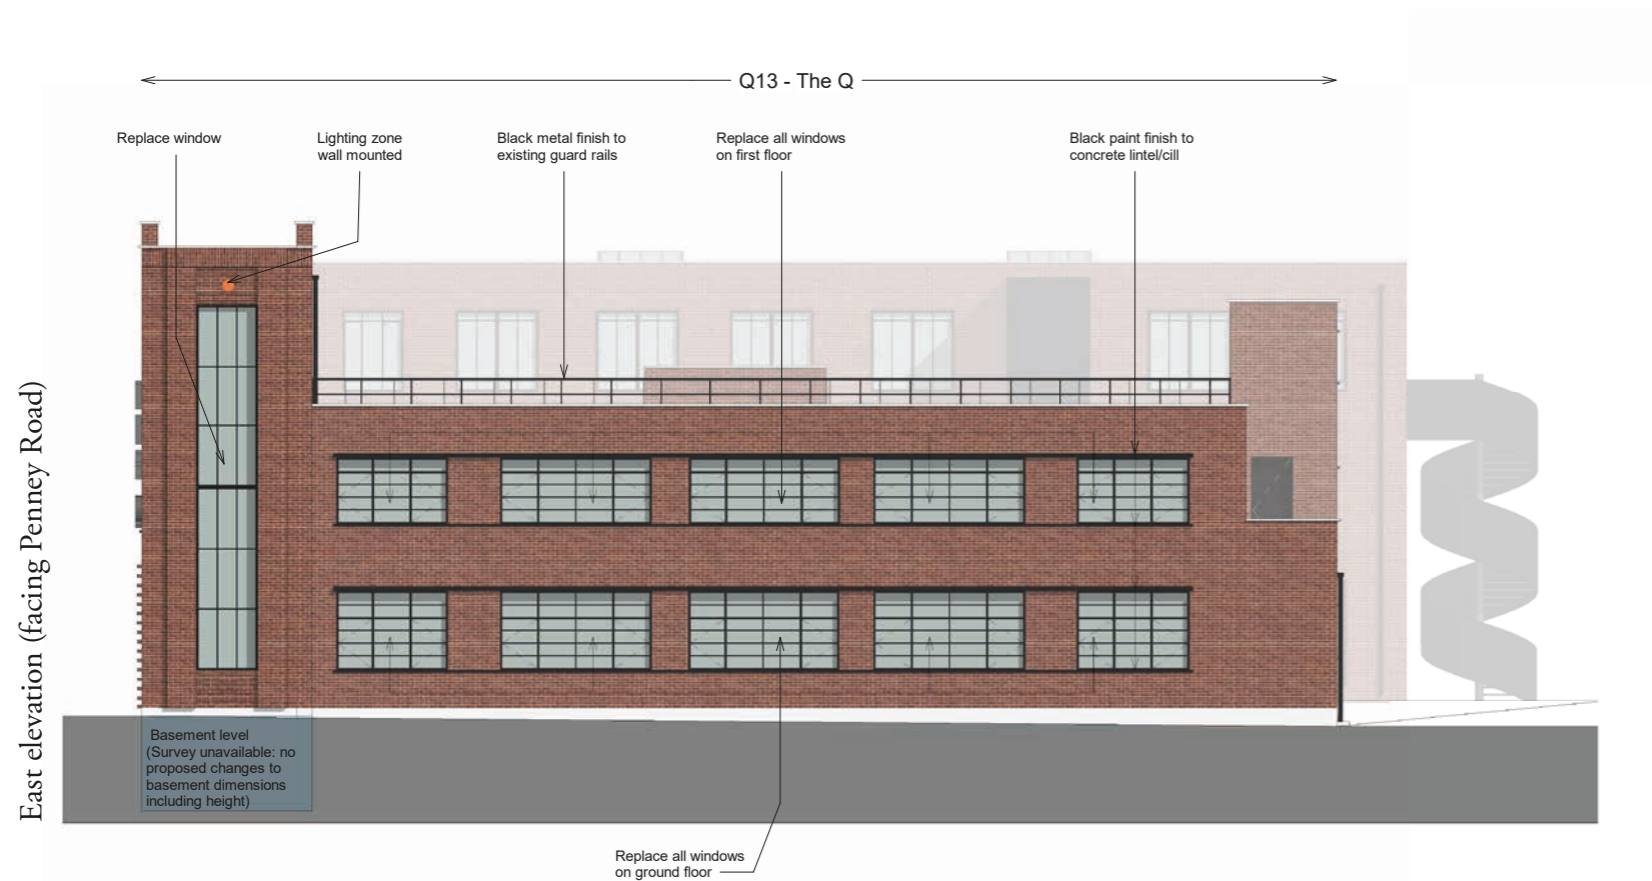 Q13 - The Q
Replace window
Lighting zone
wall mounted
Black metal finish to
existing guard rails
Replace all windows
on first floor
Black paint finish to
concrete lintel/cill
East elevation (facing Penney Road)
Basement level
(Survey unavailable: no
proposed changes to
basement dimensions
including height)
Replace all windows
on ground floor